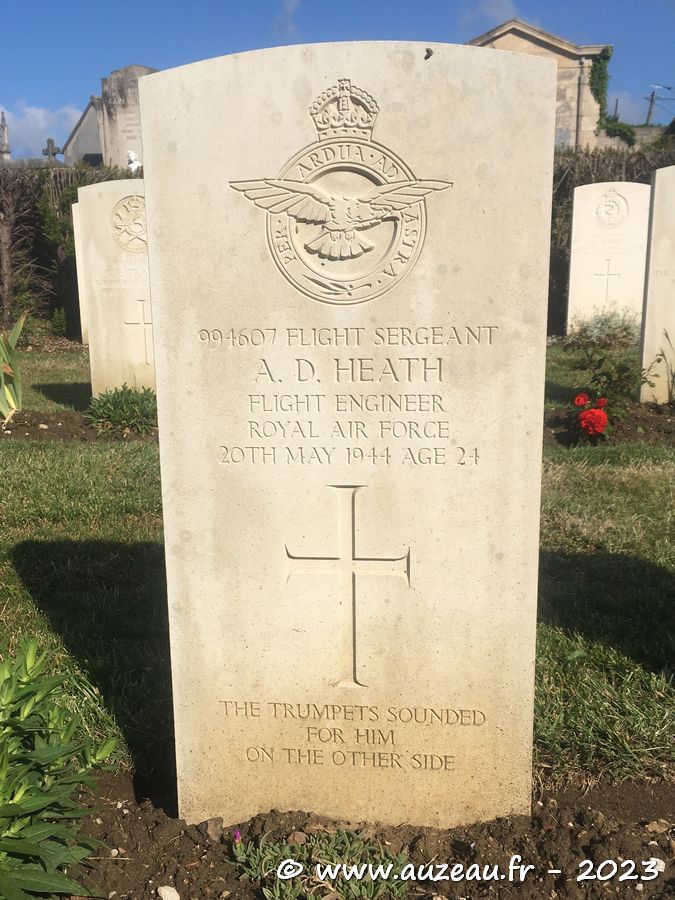 PER ARDUA AD ASTRA
994607 FLIGHT SERGEANT
A. D. HEATH
FLIGHT ENGINEER
ROYAL AIR FORCE
20TH MAY 1944 AGE 24
THE TRUMPETS SOUNDED
FOR HIM
ON THE OTHER SIDE
© www.auzeau.fr - 2023